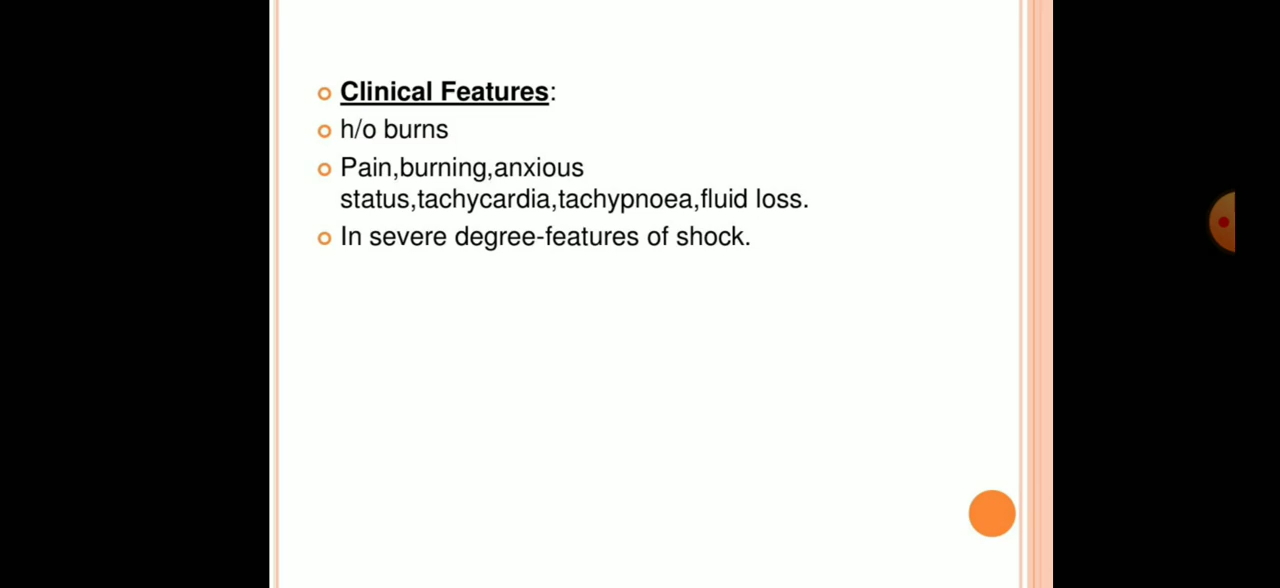 Clinical Features:
h/o burns
Pain,burning,anxious
status,tachycardia,tachypnoea,fluid loss.
In severe degree-features of shock.